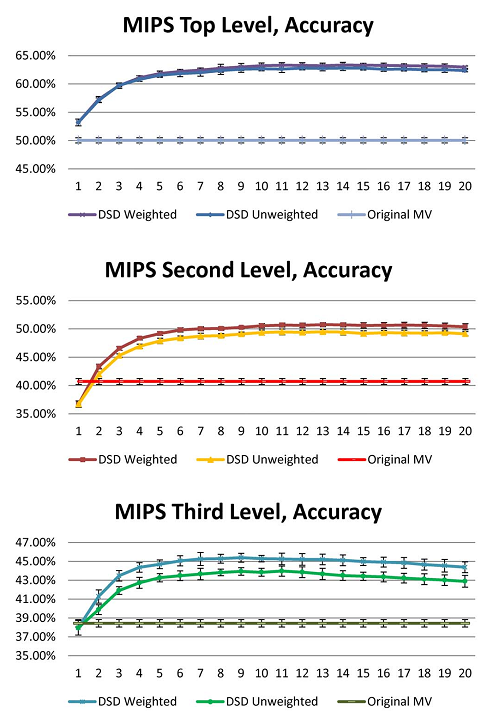 MIPS Top Level, Accuracy
65.00%
60.00%
55.00%
50.00%
45.00%
1 2 3 4 5 6 7 8 9 10 11 12 13 14 15 16 17 18 19 20
DSD Weighted DSD Unweighted Original MV
MIPS Second Level, Accuracy
55.00%
50.00%
45.00%
40.00%
35.00%
1 2 3 4 5 6 7 8 9 10 11 12 13 14 15 16 17 18 19 20
DSD Weighted DSD Unweighted Original MV
MIPS Third Level, Accuracy
47.00%
45.00%
43.00%
41.00%
39.00%
37.00%
35.00%
1 2 3 4 5 6 7 8 9 10 11 12 13 14 15 16 17 18 19 20
DSD Weighted DSD Unweighted Original MV